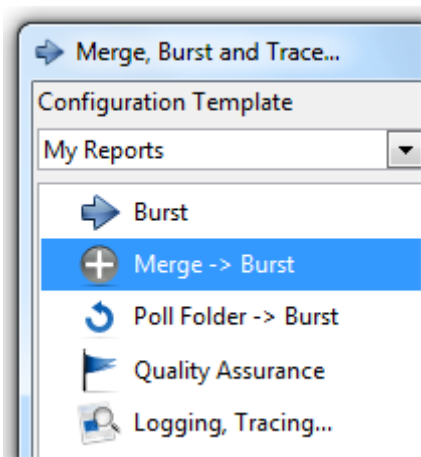 Merge, Burst and Trace...
Configuration Template
My Reports
Burst
Merge -> Burst
Poll Folder -> Burst
Quality Assurance
Logging, Tracing...